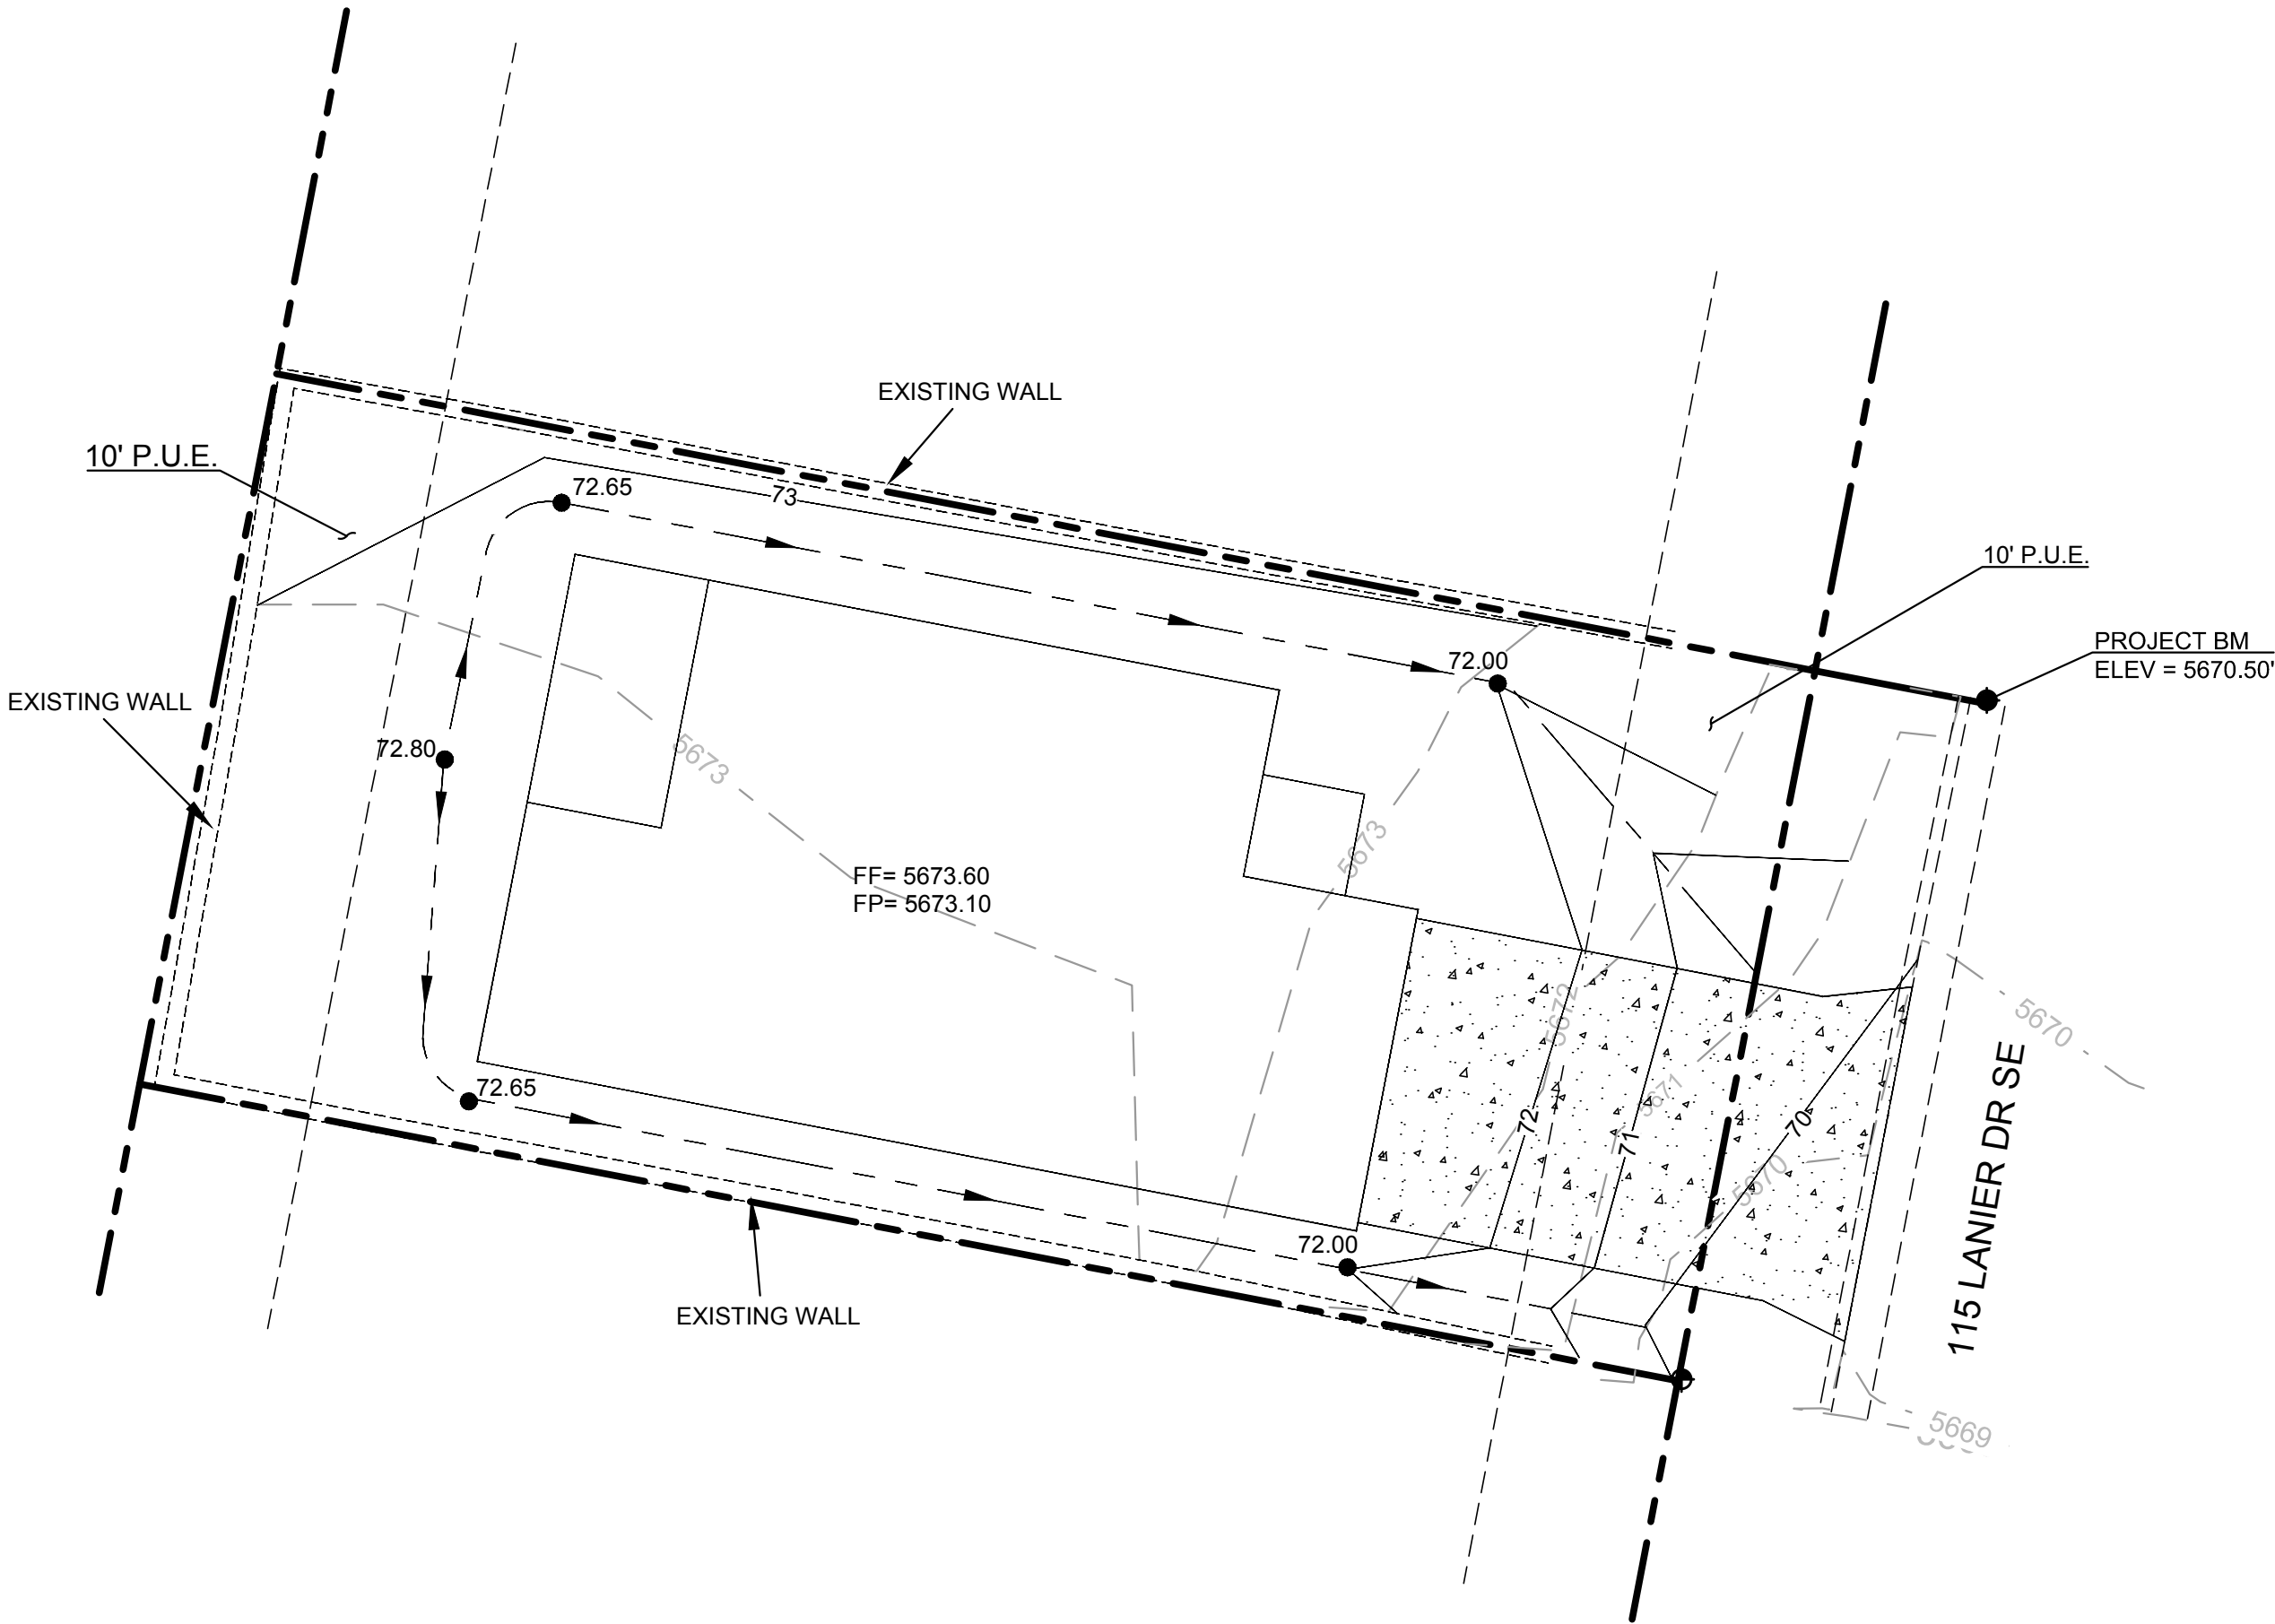 EXISTING WALL
10' P.U.E.
72.65
73
10' P.U.E.
PROJECT BM
ELEV = 5670.50'
72.00
EXISTING WALL
72.80
5673
5673
FF= 5673.60
FP= 5673.10
5672
5670
72.65
5671
72
71
70
5670
115 LANIER DR SE
72.00
EXISTING WALL
5669